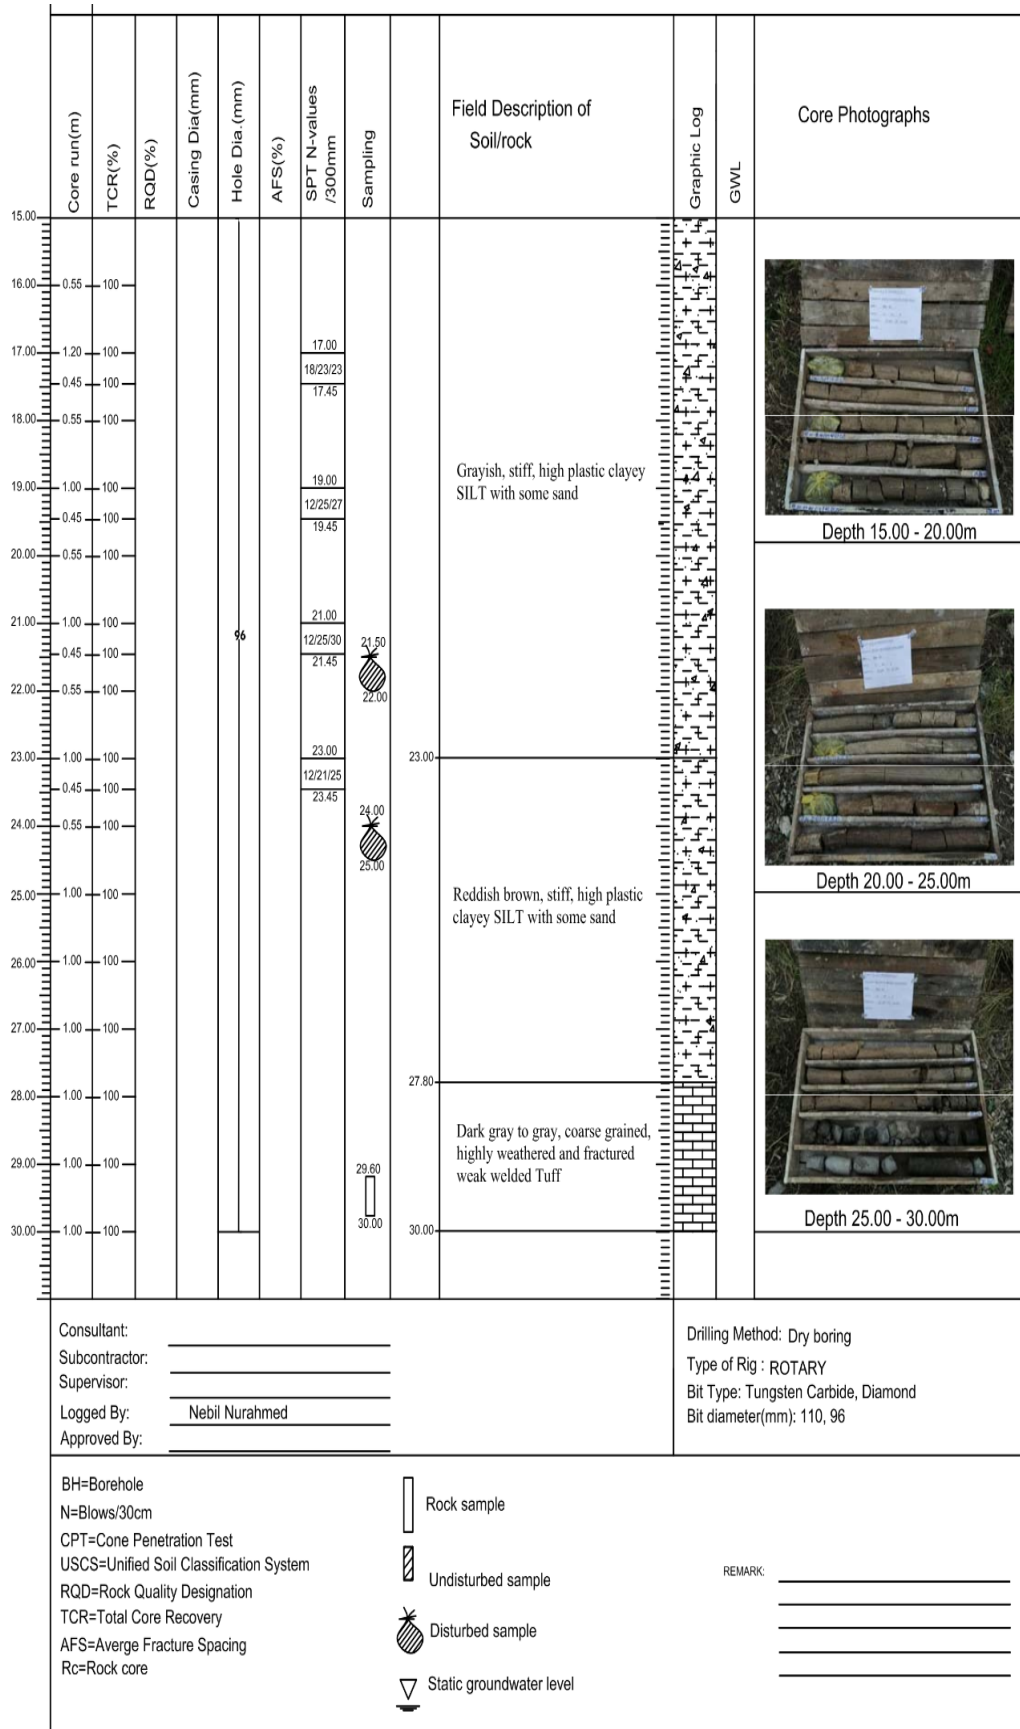 Core run(m)
TCR(%)
RQD(%)
Casing Dia(mm)
Hole Dia.(mm)
AFS(%)
SPT N-values
/300mm
Sampling
Field Description of
Soil/rock
Graphic Log
GWL
Core Photographs
15.00
16.00 0.55 100
17.00 1.20 100 17.00
18/23/23
0.45 100 17.45
18.00 0.55 100
Grayish, stiff, high plastic clayey
SILT with some sand
19.00 1.00 100 19.00
12/25/27
0.45 100 19.45
Depth 15.00 - 20.00m
20.00 0.55 100
21.00 1.00 100 21.00
96 12/25/30 21.50
0.45 100 21.45
22.00 0.55 100 22.00
23.00 1.00 100 23.00 23.00
12/21/25
0.45 100 23.45
24.00
24.00 0.55 100
25.00
Depth 20.00 - 25.00m
25.00 1.00 100
Reddish brown, stiff, high plastic
clayey SILT with some sand
26.00 1.00 100
27.00 1.00 100
27.80
28.00 1.00 100
Dark gray to gray, coarse grained,
highly weathered and fractured
weak welded Tuff
29.00 1.00 100 29.60
30.00
Depth 25.00 - 30.00m
30.00 1.00 100 30.00
Consultant:
Subcontractor:
Supervisor:
Logged By: Nebil Nurahmed
Approved By:
Drilling Method: Dry boring
Type of Rig : ROTARY
Bit Type: Tungsten Carbide, Diamond
Bit diameter(mm): 110, 96
BH=Borehole
N=Blows/30cm
CPT=Cone Penetration Test
USCS=Unified Soil Classification System
RQD=Rock Quality Designation
TCR=Total Core Recovery
AFS=Averge Fracture Spacing
Rc=Rock core
Rock sample
Undisturbed sample
Disturbed sample
Static groundwater level
REMARK: